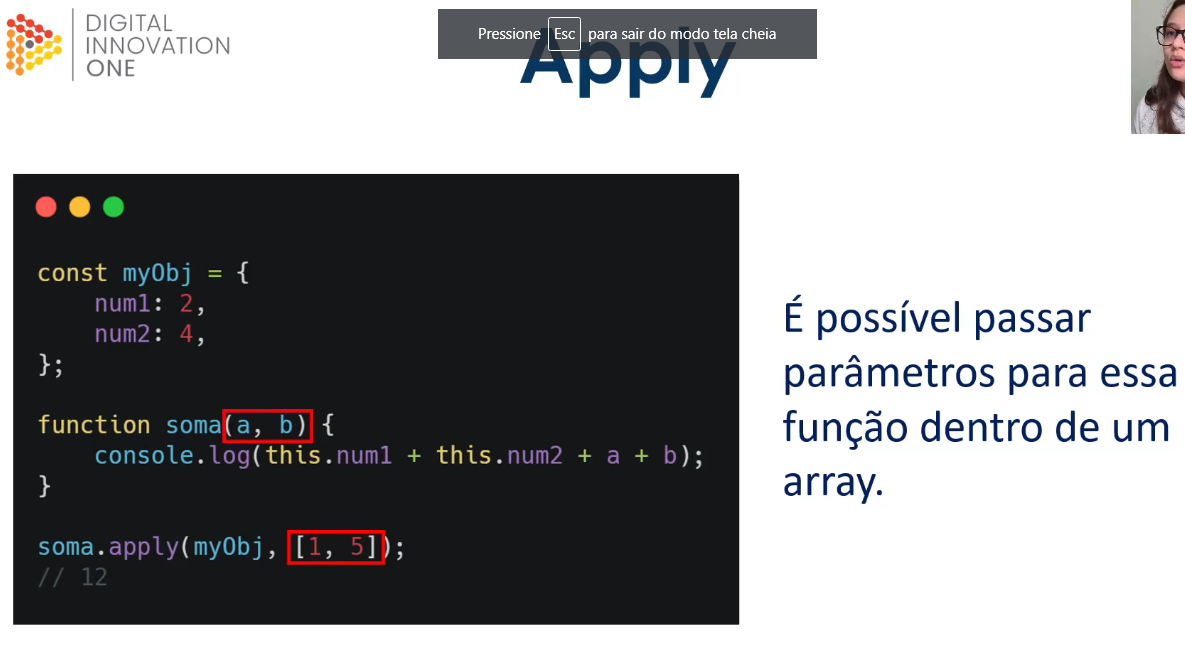 DIGITAL
INNOVATION
ONE
Pressione Esc para sair do modo tela cheia
Apply
const myObj = {
    num1: 2,
    num2: 4,
};
function soma(a, b) {
    console.log(this.num1 + this.num2 + a + b);
}
soma.apply(myObj, [1, 5]);
// 12
É possível passar
parâmetros para essa
função dentro de um
array.